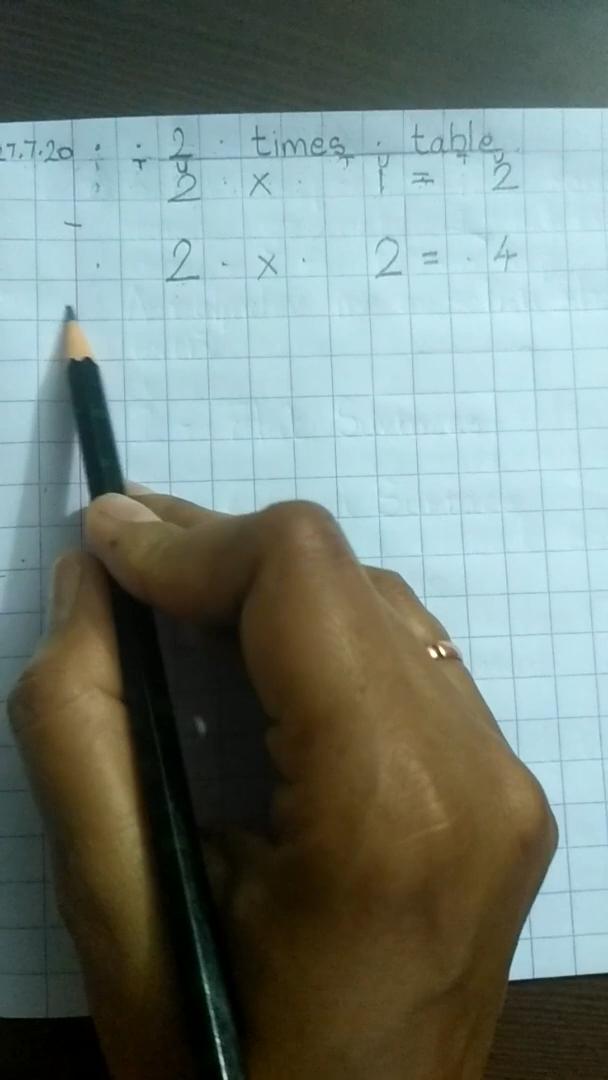 27.7.20 2 times table
2 x 1 = 2
2 x 2 = 4